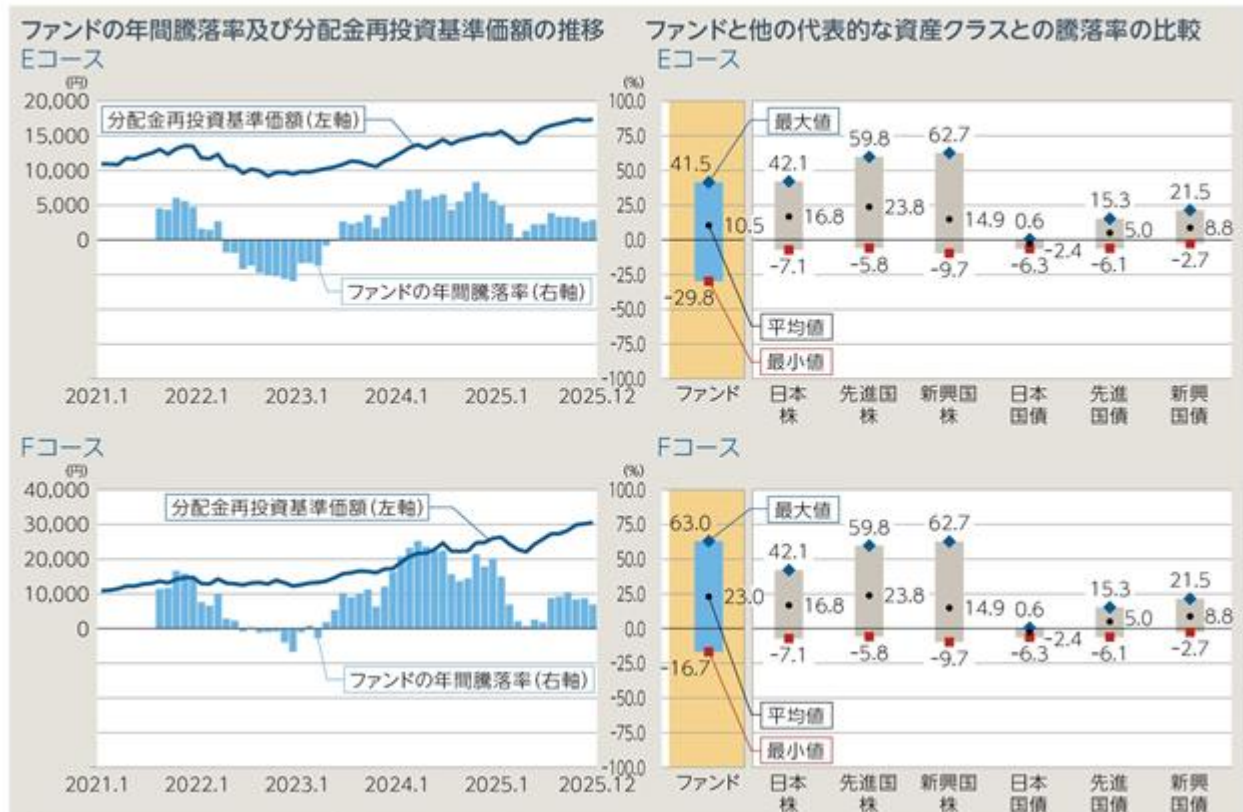 ファンドの年間騰落率及び分配金再投資基準価額の推移
Eコース
(円)
20,000
15,000
10,000
5,000
0
(%)
100.0
75.0
50.0
25.0
0.0
-25.0
-50.0
-75.0
-100.0
分配金再投資基準価額(左軸)
ファンドの年間騰落率(右軸)
2021.1 2022.1 2023.1 2024.1 2025.1 2025.12
ファンドと他の代表的な資産クラスとの騰落率の比較
Eコース
最大値
41.5 42.1 59.8 62.7 0.6 15.3 21.5
10.5 16.8 23.8 14.9 -2.4 5.0 8.8
-29.8 -7.1 -5.8 -9.7 -6.3 -6.1 -2.7
平均値
最小値
ファンド 日本株 先進国株 新興国株 日本国債 先進国債 新興国債
Fコース
(円)
40,000
30,000
20,000
10,000
0
(%)
100.0
75.0
50.0
25.0
0.0
-25.0
-50.0
-75.0
-100.0
分配金再投資基準価額(左軸)
ファンドの年間騰落率(右軸)
2021.1 2022.1 2023.1 2024.1 2025.1 2025.12
Fコース
最大値
63.0 42.1 59.8 62.7 0.6 15.3 21.5
23.0 16.8 23.8 14.9 -2.4 5.0 8.8
-16.7 -7.1 -5.8 -9.7 -6.3 -6.1 -2.7
平均値
最小値
ファンド 日本株 先進国株 新興国株 日本国債 先進国債 新興国債